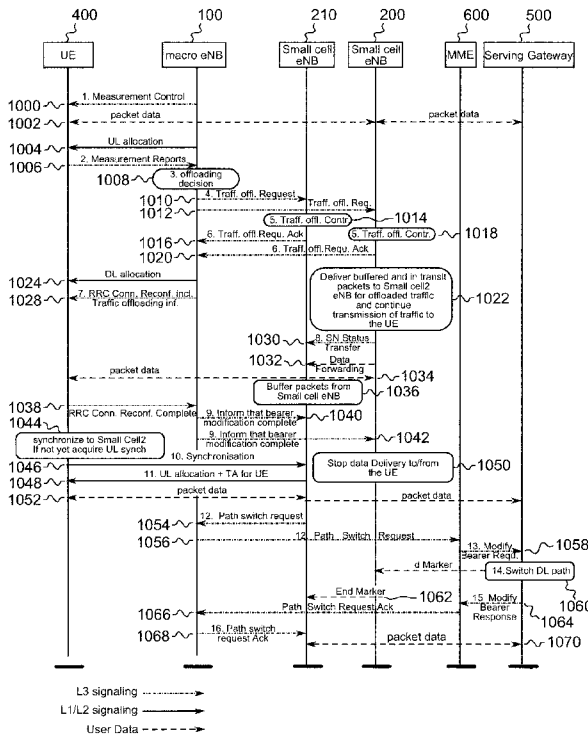 400 100 210 200 600 500
UE macro eNB Small cell eNB Small cell eNB MME Serving Gateway
1000 1. Measurement Control
1002 packet data packet data
1004 UL allocation
1006 2. Measurement Reports
1008 3. offloading decision
1010 4. Traff. offl. Request
1012 Traff. offl. Req.
5. Traff. offl. Contr. 1014
1016 6. Traff. offl.Requ. Ack
5. Traff. offl. Contr. 1018
1020 6. Traff. offl.Requ. Ack
1024 DL allocation
Deliver buffered and in transit
packets to Small cell2
eNB for offloaded traffic
and continue
transmission of traffic to
the UE
1022
1028 7. RRC Conn. Reconf. incl.
Traffic offloading inf.
1030 8. SN Status
Transfer
1032 Data
Forwarding
packet data 1034
Buffer packets from
Small cell eNB
1036
1038 RRC Conn. Reconf. Complete
9. Inform that bearer
modification complete
1040
1044 synchronize to Small Cell2
If not yet acquire UL synch
9. Inform that bearer
modification complete
1042
1046 10. Synchronisation
Stop data Delivery to/from
the UE
1050
1048 11. UL allocation + TA for UE
1052 packet data packet data
1054 12. Path switch request
1056 12. Path Switch Request
13. Modify
Bearer Requ.
1058
d Marker 14.Switch DL path
1060
End Marker 1062
15 Modify
Bearer
Response
1064
1066 Path Switch Request Ack
1068 16. Path switch
request Ack
packet data 1070
L3 signaling
L1/L2 signaling
User Data